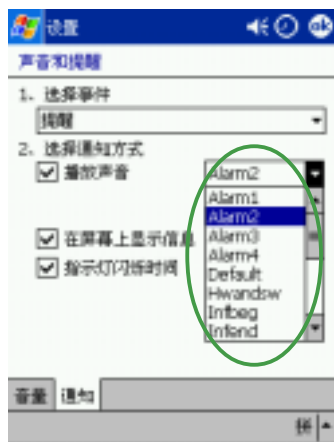 设置 ok
声音和提醒
1、选择事件
提醒
2、选择通知方式
播放声音 Alarm2
Alarm1
Alarm2
在屏幕上显示信息 Alarm3
Alarm4
指示灯闪烁时间 Default
Hwandsw
Infbeg
Infend
音量 通知
拼